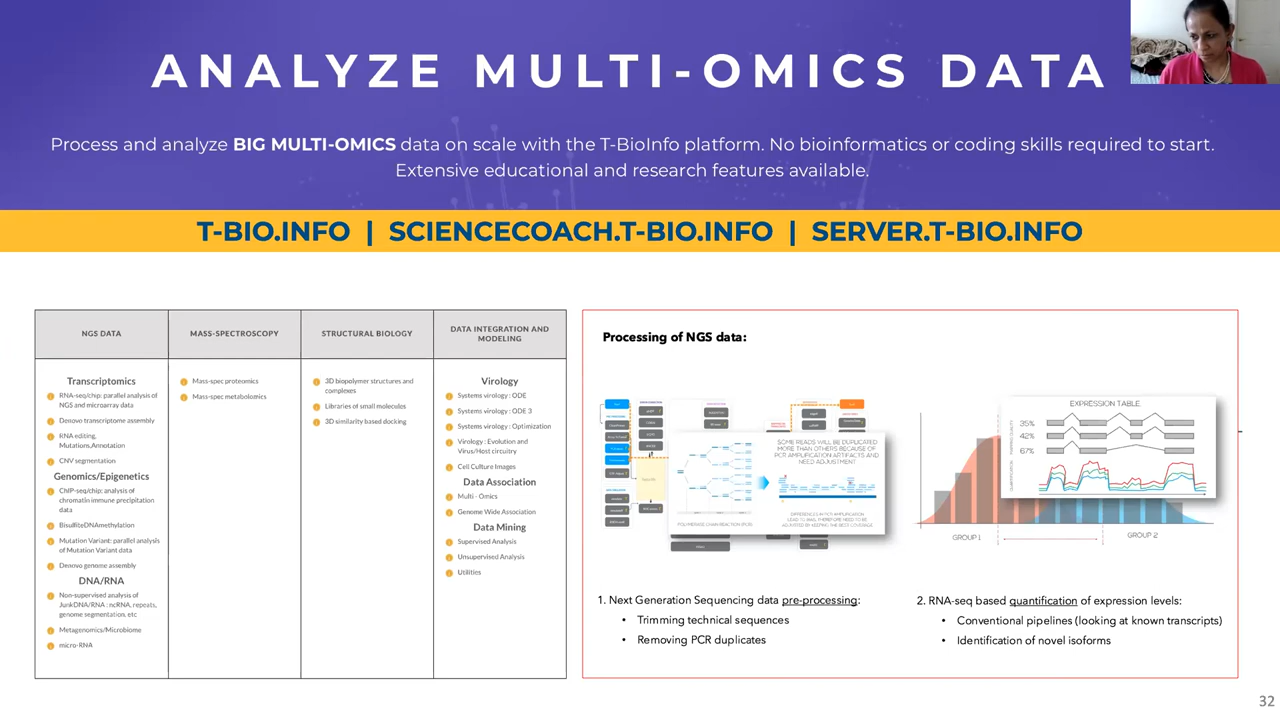 ANALYZE MULTI-OMICS DATA
Process and analyze BIG MULTI-OMICS data on scale with the T-BioInfo platform. No bioinformatics or coding skills required to start.
Extensive educational and research features available.
T-BIO.INFO | SCIENCECOACH.T-BIO.INFO | SERVER.T-BIO.INFO
NGS DATA
Transcriptomics
RNA-seq/chip: parallel analysis of
NGS and microarray data
Denovo transcriptome assembly
RNA editing,
Mutations,Annotation
CNV segmentation
Genomics/Epigenetics
ChIP-seq/chip: analysis of
chromatin immune precipitation
data
BisulfiteDNAmethylation
Mutation Variant: parallel analysis
of Mutation Variant data
Denovo genome assembly
DNA/RNA
Non-supervised analysis of
JunkDNA/RNA : ncRNA, repeats,
genome segmentation, etc
Metagenomics/Microbiome
micro-RNA
MASS-SPECTROSCOPY
Mass-spec proteomics
Mass-spec metabolomics
STRUCTURAL BIOLOGY
3D biopolymer structures and
complexes
Libraries of small molecules
3D similarity based docking
DATA INTEGRATION AND
MODELING
Virology
Systems virology : ODE
Systems virology : ODE 3
Systems virology : Optimization
Virology : Evolution and
Virus/Host circuitry
Cell Culture Images
Data Association
Multi - Omics
Genome Wide Association
Data Mining
Supervised Analysis
Unsupervised Analysis
Utilities
Processing of NGS data:
SOME READS WILL BE DUPLICATED
MORE THAN OTHERS BECAUSE OF
PCR AMPLIFICATION ARTIFACTS AND
NEED ADJUSTMENT
POLYMERASE CHAIN REACTION (PCR)
DIFFERENCES IN PCR AMPLIFICATION
EXPRESSION TABLE
35%
42%
67%
GROUP 1
GROUP 2
1. Next Generation Sequencing data pre-processing:
• Trimming technical sequences
• Removing PCR duplicates
2. RNA-seq based quantification of expression levels:
• Conventional pipelines (looking at known transcripts)
• Identification of novel isoforms
32